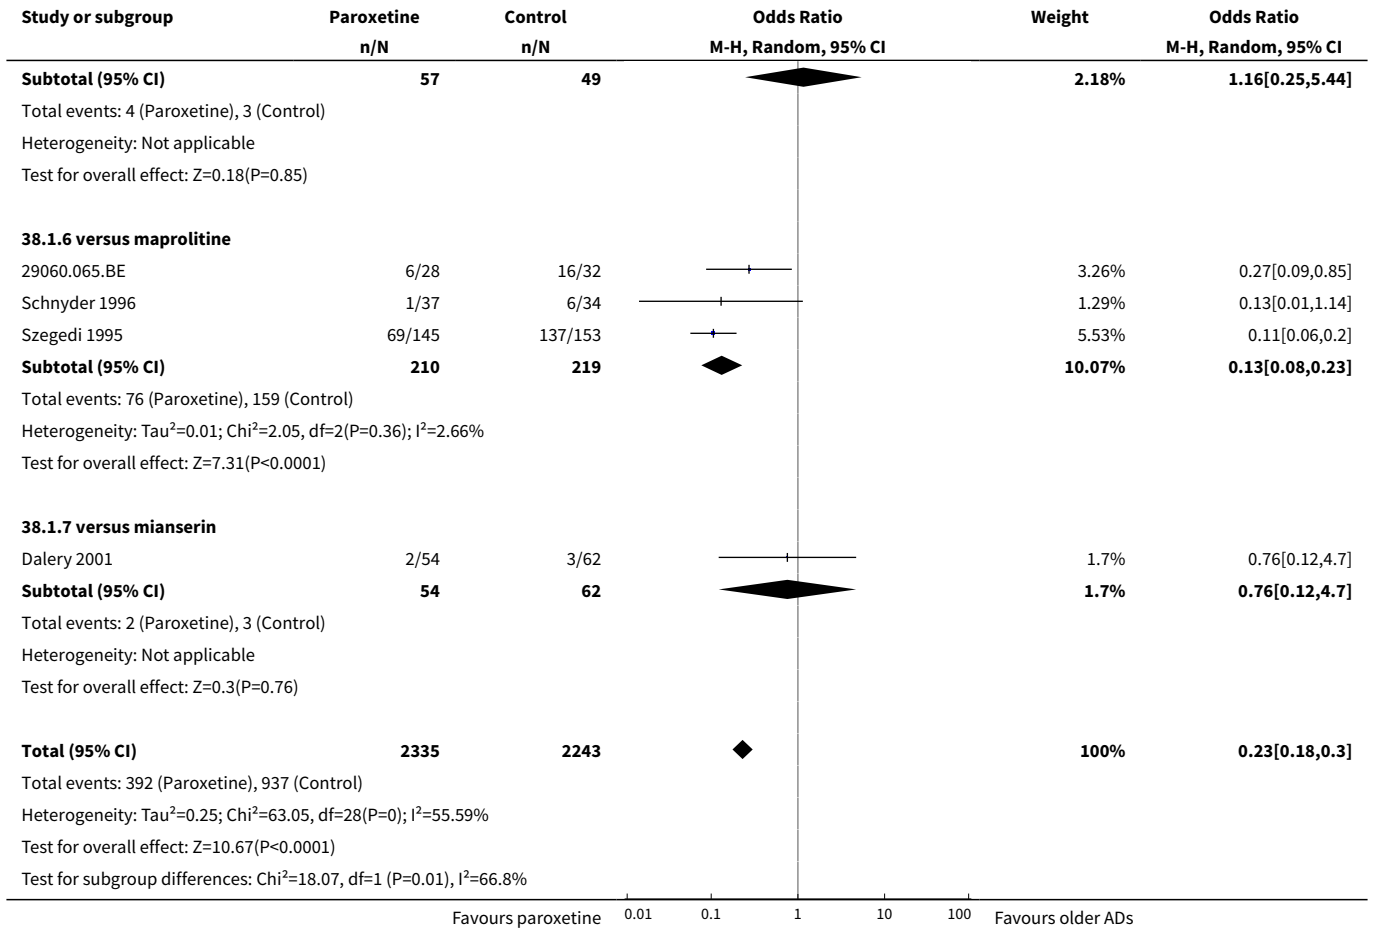 Study or subgroup Paroxetine Control Odds Ratio Weight Odds Ratio
n/N n/N M-H, Random, 95% CI M-H, Random, 95% CI
Subtotal (95% CI) 57 49 2.18% 1.16[0.25,5.44]
Total events: 4 (Paroxetine), 3 (Control)
Heterogeneity: Not applicable
Test for overall effect: Z=0.18(P=0.85)
38.1.6 versus maprolitine
29060.065.BE 6/28 16/32 3.26% 0.27[0.09,0.85]
Schnyder 1996 1/37 6/34 1.29% 0.13[0.01,1.14]
Szegedi 1995 69/145 137/153 5.53% 0.11[0.06,0.2]
Subtotal (95% CI) 210 219 10.07% 0.13[0.08,0.23]
Total events: 76 (Paroxetine), 159 (Control)
Heterogeneity: Tau²=0.01; Chi²=2.05, df=2(P=0.36); I²=2.66%
Test for overall effect: Z=7.31(P<0.0001)
38.1.7 versus mianserin
Dalery 2001 2/54 3/62 1.7% 0.76[0.12,4.7]
Subtotal (95% CI) 54 62 1.7% 0.76[0.12,4.7]
Total events: 2 (Paroxetine), 3 (Control)
Heterogeneity: Not applicable
Test for overall effect: Z=0.3(P=0.76)
Total (95% CI) 2335 2243 100% 0.23[0.18,0.3]
Total events: 392 (Paroxetine), 937 (Control)
Heterogeneity: Tau²=0.25; Chi²=63.05, df=28(P=0); I²=55.59%
Test for overall effect: Z=10.67(P<0.0001)
Test for subgroup differences: Chi²=18.07, df=1 (P=0.01), I²=66.8%
Favours paroxetine 0.01 0.1 1 10 100 Favours older ADs